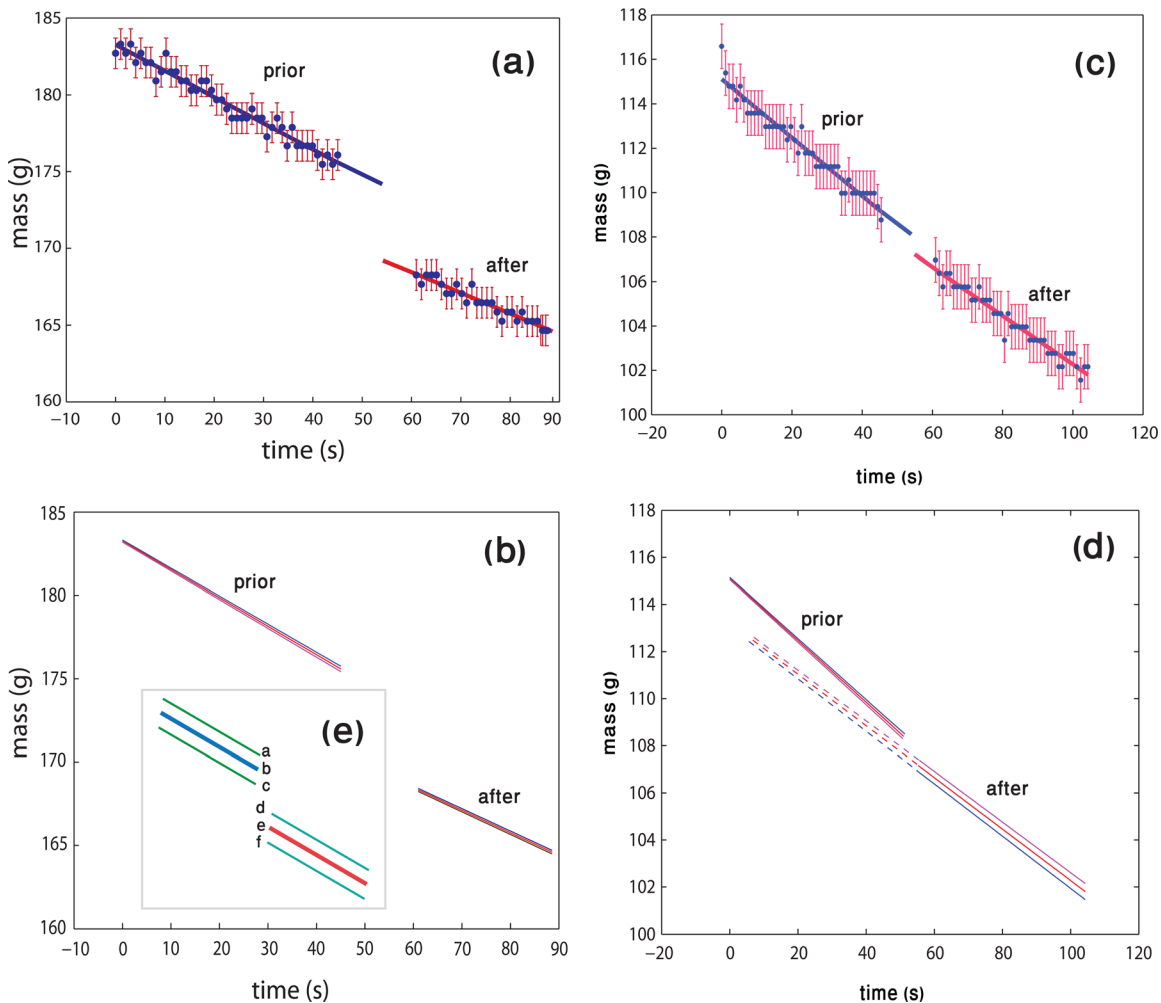 (a)
185
180
175
170
165
160
mass (g)
prior
after
−10 0 10 20 30 40 50 60 70 80 90
time (s)
(c)
118
116
114
112
110
108
106
104
102
100
mass (g)
prior
after
−20 0 20 40 60 80 100 120
time (s)
(b)
185
180
175
170
165
160
mass (g)
prior
after
(e)
a
b
c
d
e
f
−10 0 10 20 30 40 50 60 70 80 90
time (s)
(d)
118
116
114
112
110
108
106
104
102
100
mass (g)
prior
after
−20 0 20 40 60 80 100 120
time (s)